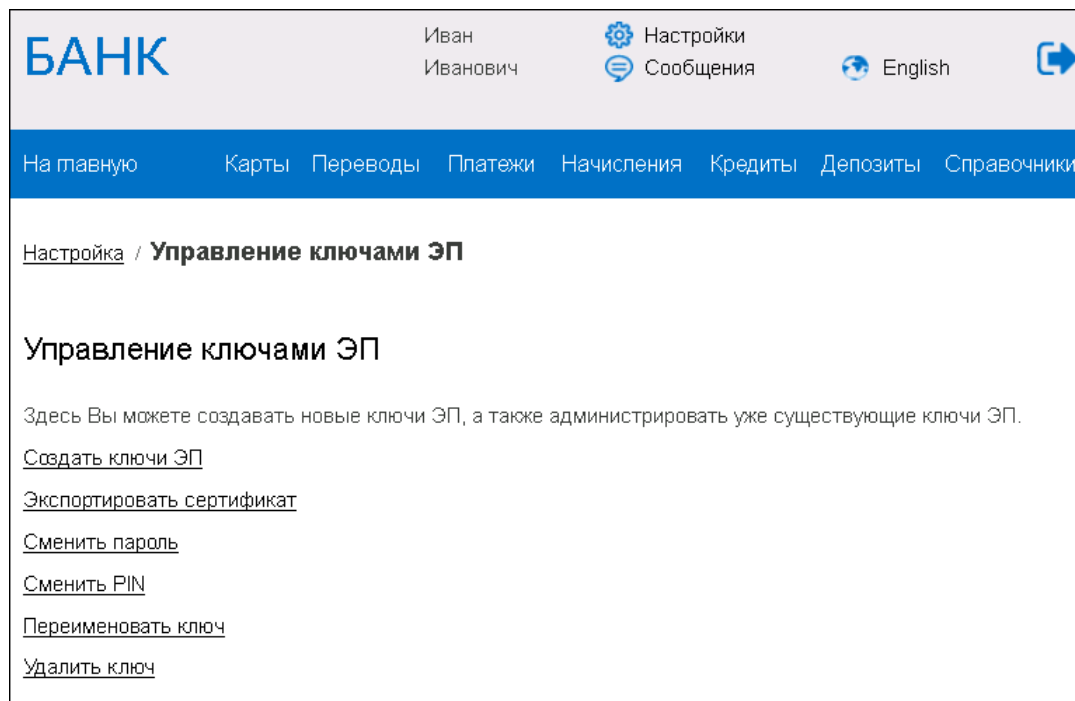 БАНК
Иван
Иванович
Настройки
Сообщения
English
На главную Карты Переводы Платежи Начисления Кредиты Депозиты Справочники
Настройка / Управление ключами ЭП
Управление ключами ЭП
Здесь Вы можете создавать новые ключи ЭП, а также администрировать уже существующие ключи ЭП.
Создать ключи ЭП
Экспортировать сертификат
Сменить пароль
Сменить PIN
Переименовать ключ
Удалить ключ